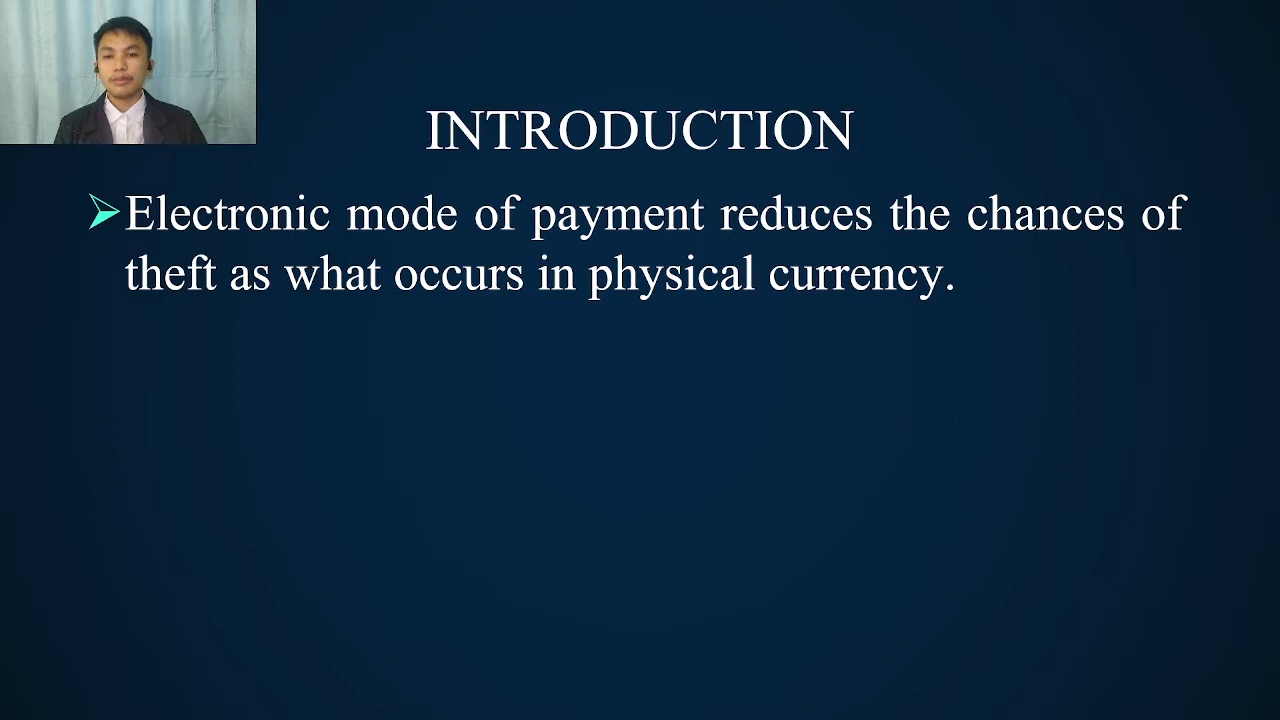 INTRODUCTION
Electronic mode of payment reduces the chances of
theft as what occurs in physical currency.